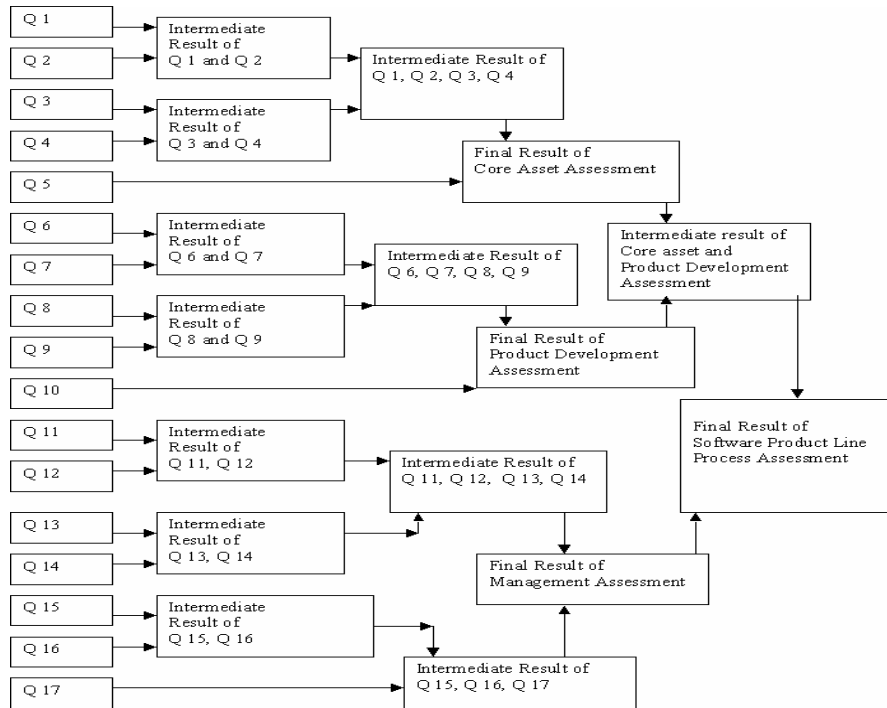 Q 1
Q 2
Q 3
Q 4
Q 5
Q 6
Q 7
Q 8
Q 9
Q 10
Q 11
Q 12
Q 13
Q 14
Q 15
Q 16
Q 17
Intermediate
Result of
Q 1 and Q 2
Intermediate
Result of
Q 3 and Q 4
Intermediate
Result of
Q 6 and Q 7
Intermediate
Result of
Q 8 and Q 9
Intermediate
Result of
Q 11, Q 12
Intermediate
Result of
Q 13, Q 14
Intermediate
Result of
Q 15, Q 16
Intermediate Result of
Q 1, Q 2, Q 3, Q 4
Intermediate Result of
Q 6, Q 7, Q 8, Q 9
Intermediate Result of
Q 11, Q 12, Q 13, Q 14
Intermediate Result of
Q 15, Q 16, Q 17
Final Result of
Core Asset Assessment
Final Result of
Product Development
Assessment
Final Result of
Management Assessment
Intermediate result of
Core asset and
Product Development
Assessment
Final Result of
Software Product Line
Process Assessment